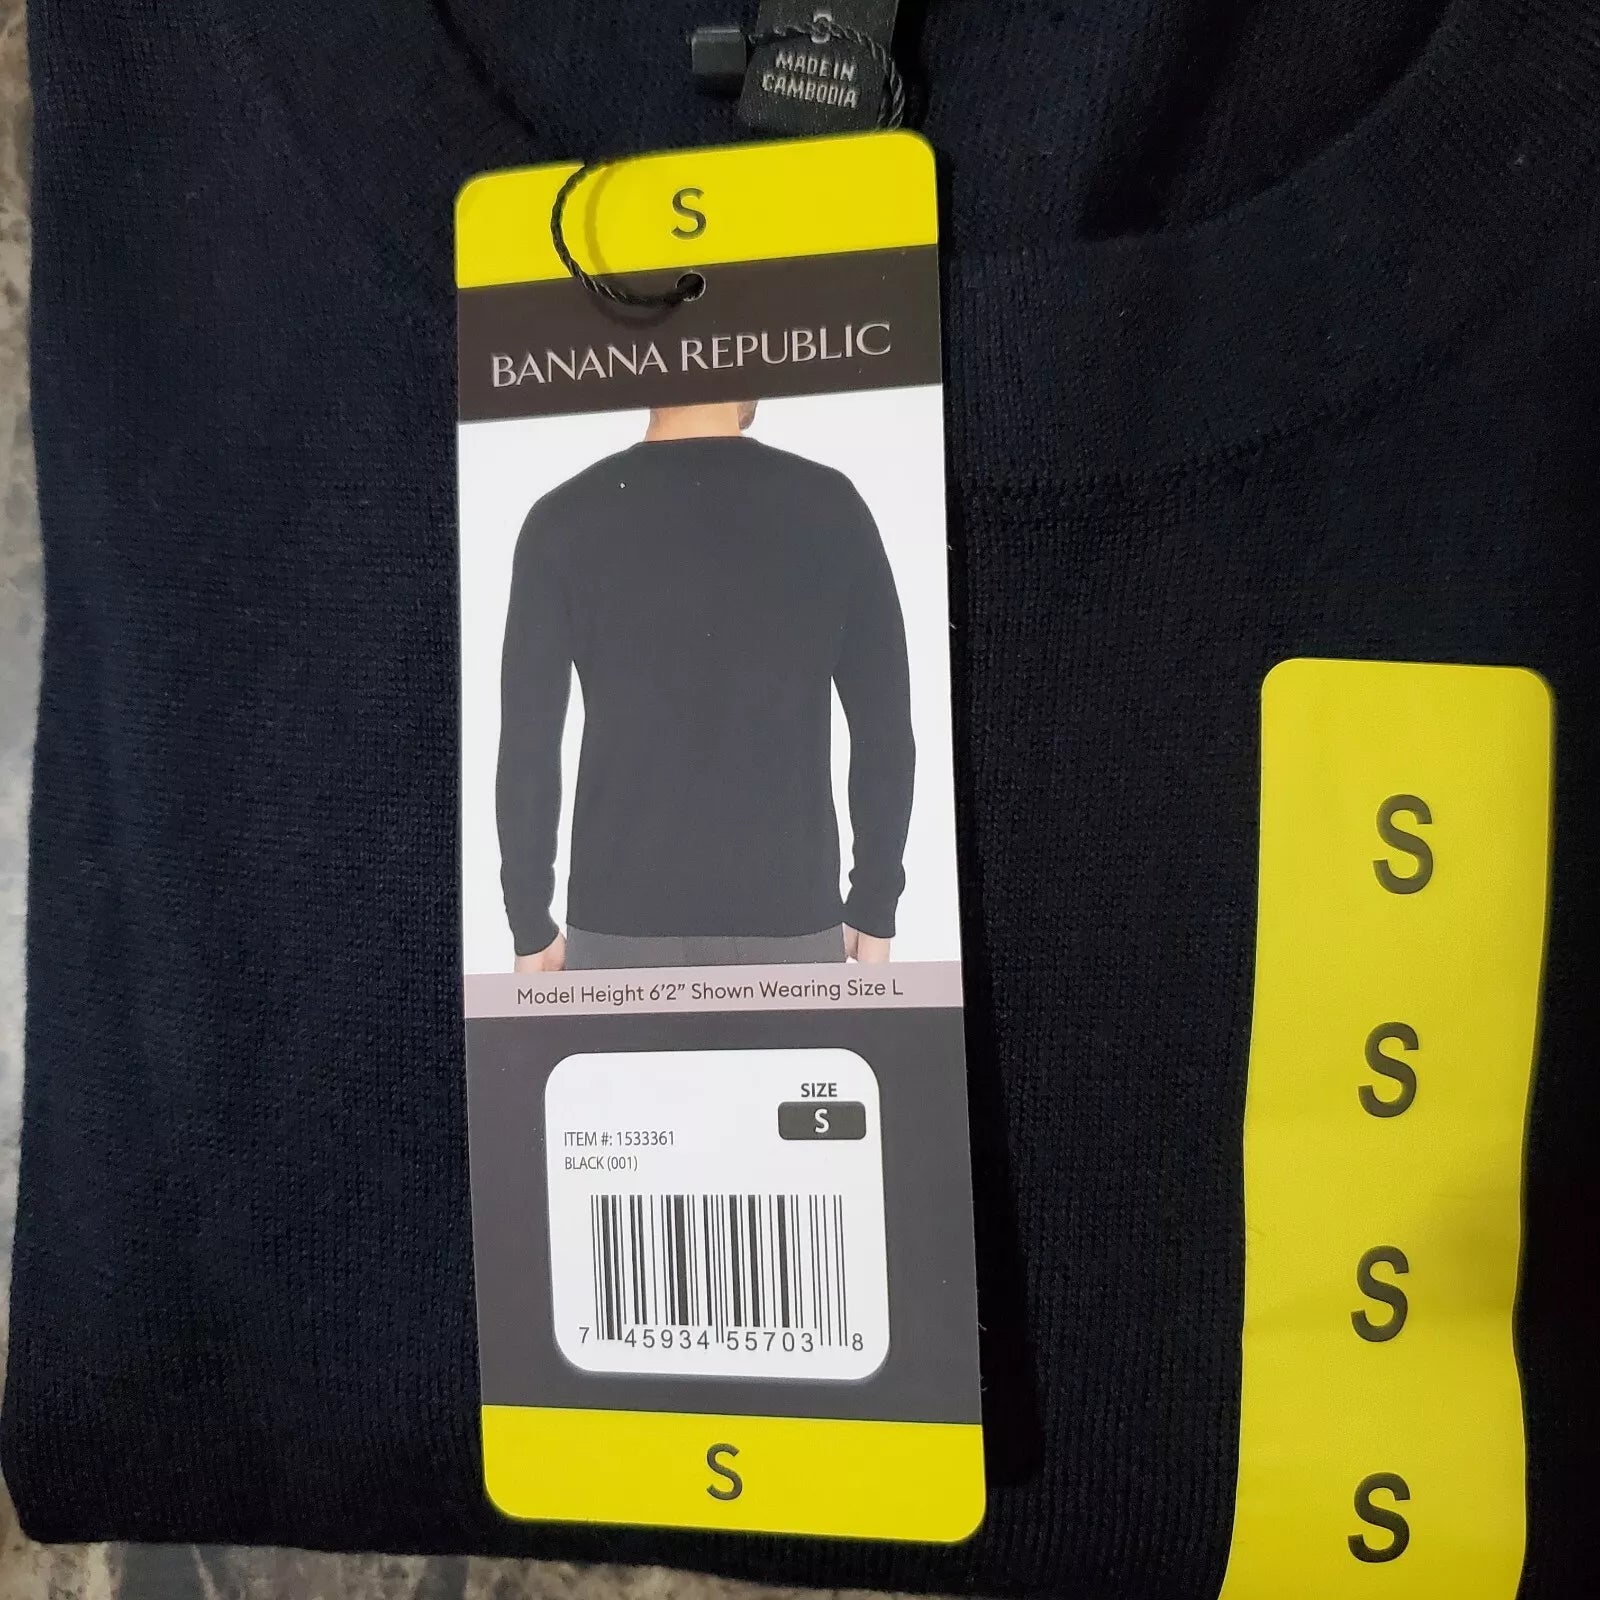 S
MADE IN
CAMBODIA
S
BANANA REPUBLIC
Model Height 6'2" Shown Wearing Size L
SIZE
S
ITEM #: 1533361
BLACK (001)
7 45934 55703 8
S
S
S
S
S